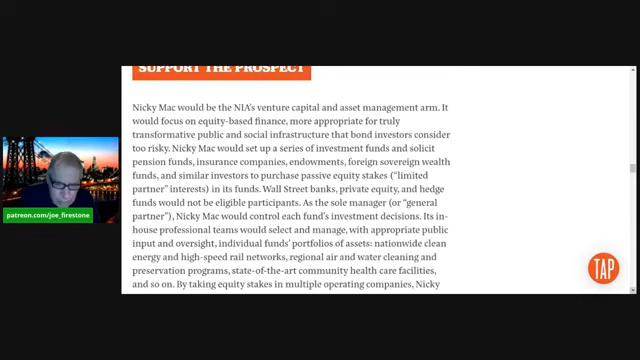 SUPPORT THE PROSPECT
Nicky Mac would be the NIA's venture capital and asset management arm. It
would focus on equity-based finance, more appropriate for truly
transformative public and social infrastructure that bond investors consider
too risky. Nicky Mac would set up a series of investment funds and solicit
pension funds, insurance companies, endowments, foreign sovereign wealth
funds, and similar investors to purchase passive equity stakes (“limited
partner” interests) in its funds. Wall Street banks, private equity, and hedge
funds would not be eligible participants. As the sole manager (or “general
partner”), Nicky Mac would control each fund's investment decisions. Its in-
house professional teams would select and manage, with appropriate public
input and oversight, individual funds' portfolios of assets: nationwide clean
energy and high-speed rail networks, regional air and water cleaning and
preservation programs, state-of-the-art community health care facilities,
and so on. By taking equity stakes in multiple operating companies, Nicky
patreon.com/joe_firestone
TAP